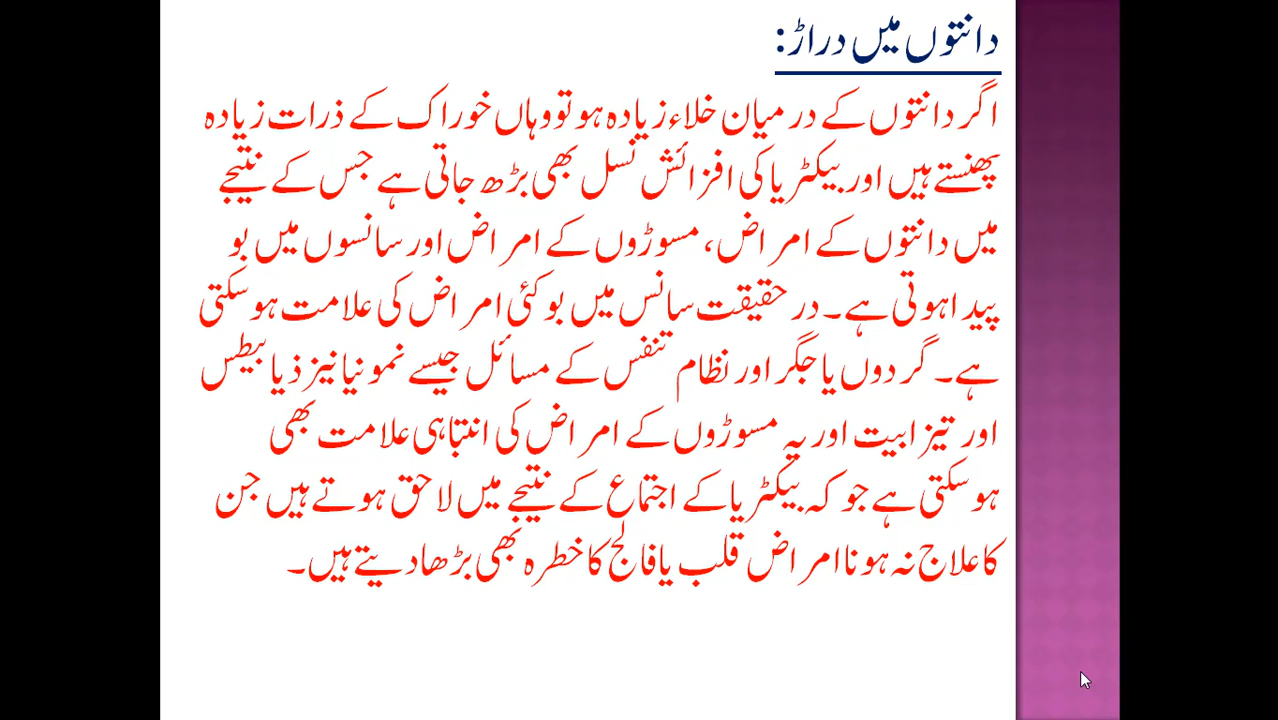 دانتوں میں دراڑ:
اگر دانتوں کے درمیان خلاء زیادہ ہو تو وہاں خوراک کے ذرات زیادہ
پھنستے ہیں اور بیکٹریا کی افزائش نسل بھی بڑھ جاتی ہے جس کے نتیجے
میں دانتوں کے امراض، مسوڑوں کے امراض اور سانسوں میں بو
پیدا ہوتی ہے۔ در حقیقت سانس میں بو کئی امراض کی علامت ہو سکتی
ہے۔ گردوں یا جگر اور نظام تنفس کے مسائل جیسے نمونیا نیز ذیابیطس
اور تیزابیت اور یہ مسوڑوں کے امراض کی انتباہی علامت بھی
ہو سکتی ہے جو کہ بیکٹریا کے اجتماع کے نتیجے میں لاحق ہوتے ہیں جن
کا علاج نہ ہونا امراض قلب یا فالج کا خطرہ بھی بڑھا دیتے ہیں۔